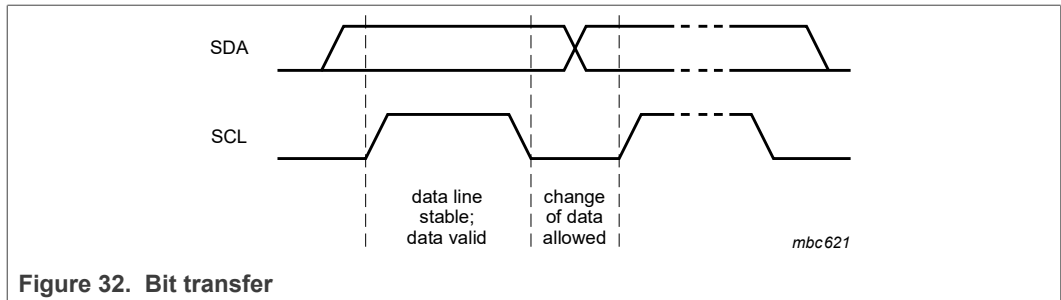 SDA
SCL
data line
stable;
data valid
change
of data
allowed
mbc621
Figure 32. Bit transfer